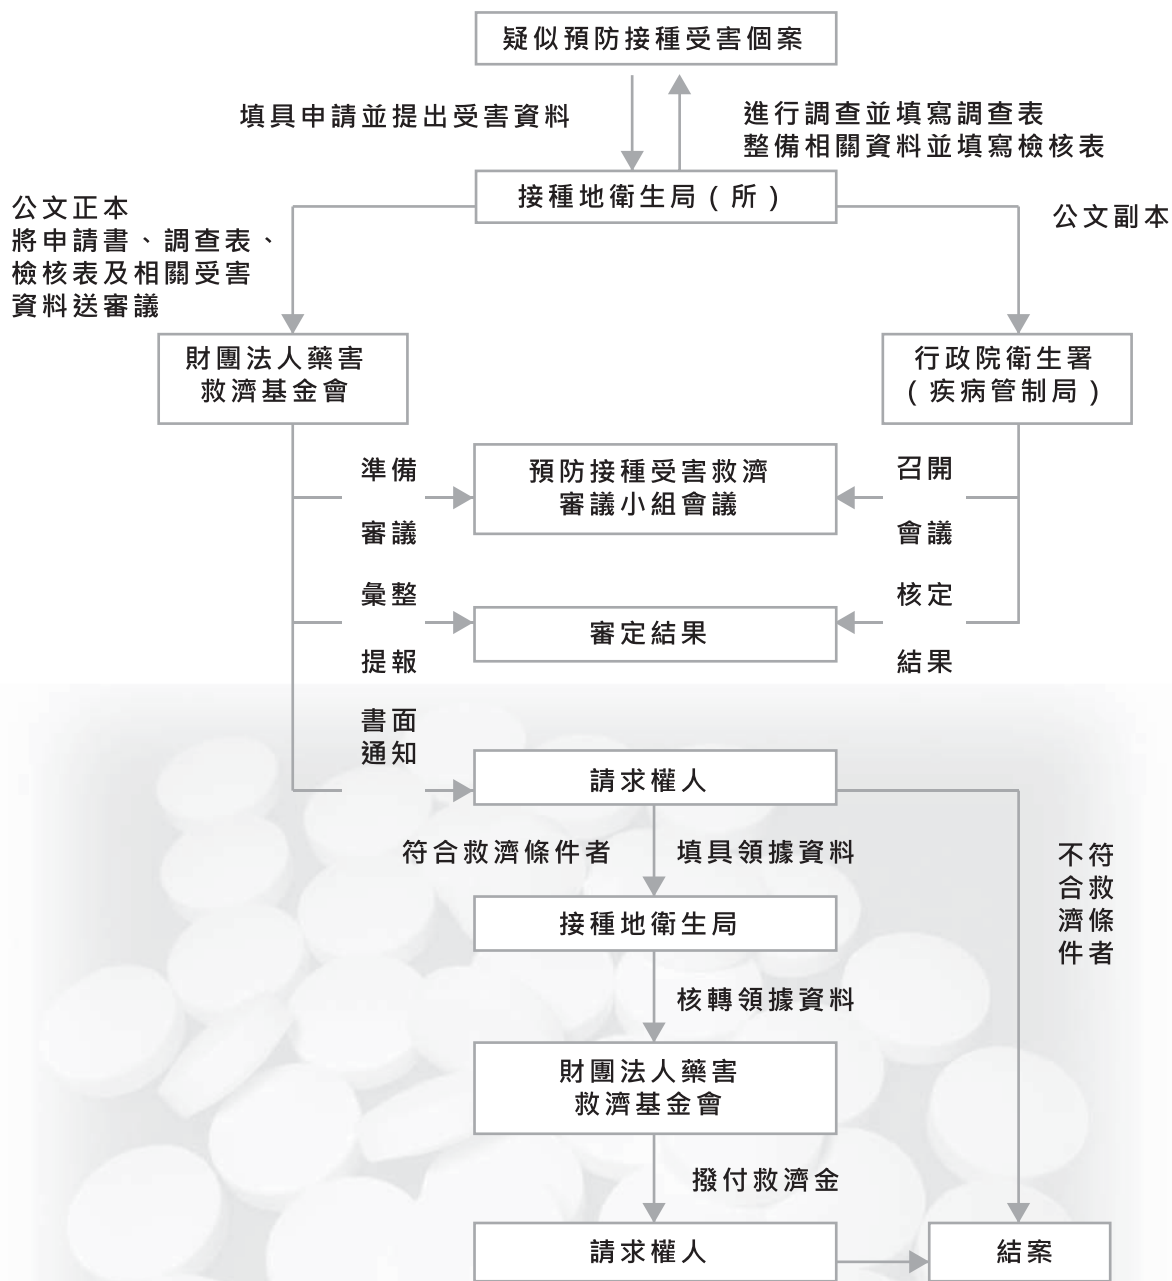 疑似預防接種受害個案
填具申請並提出受害資料
進行調查並填寫調查表
整備相關資料並填寫檢核表
接種地衛生局（所）
公文正本
將申請書、調查表、
檢核表及相關受害
資料送審議
公文副本
財團法人藥害
救濟基金會
行政院衛生署
（疾病管制局）
準備
審議
預防接種受害救濟
審議小組會議
召開
會議
彙整
提報
審定結果
核定
結果
書面
通知
請求權人
符合救濟條件者
填具領據資料
不符
合救
濟條
件者
接種地衛生局
核轉領據資料
財團法人藥害
救濟基金會
撥付救濟金
請求權人
結案